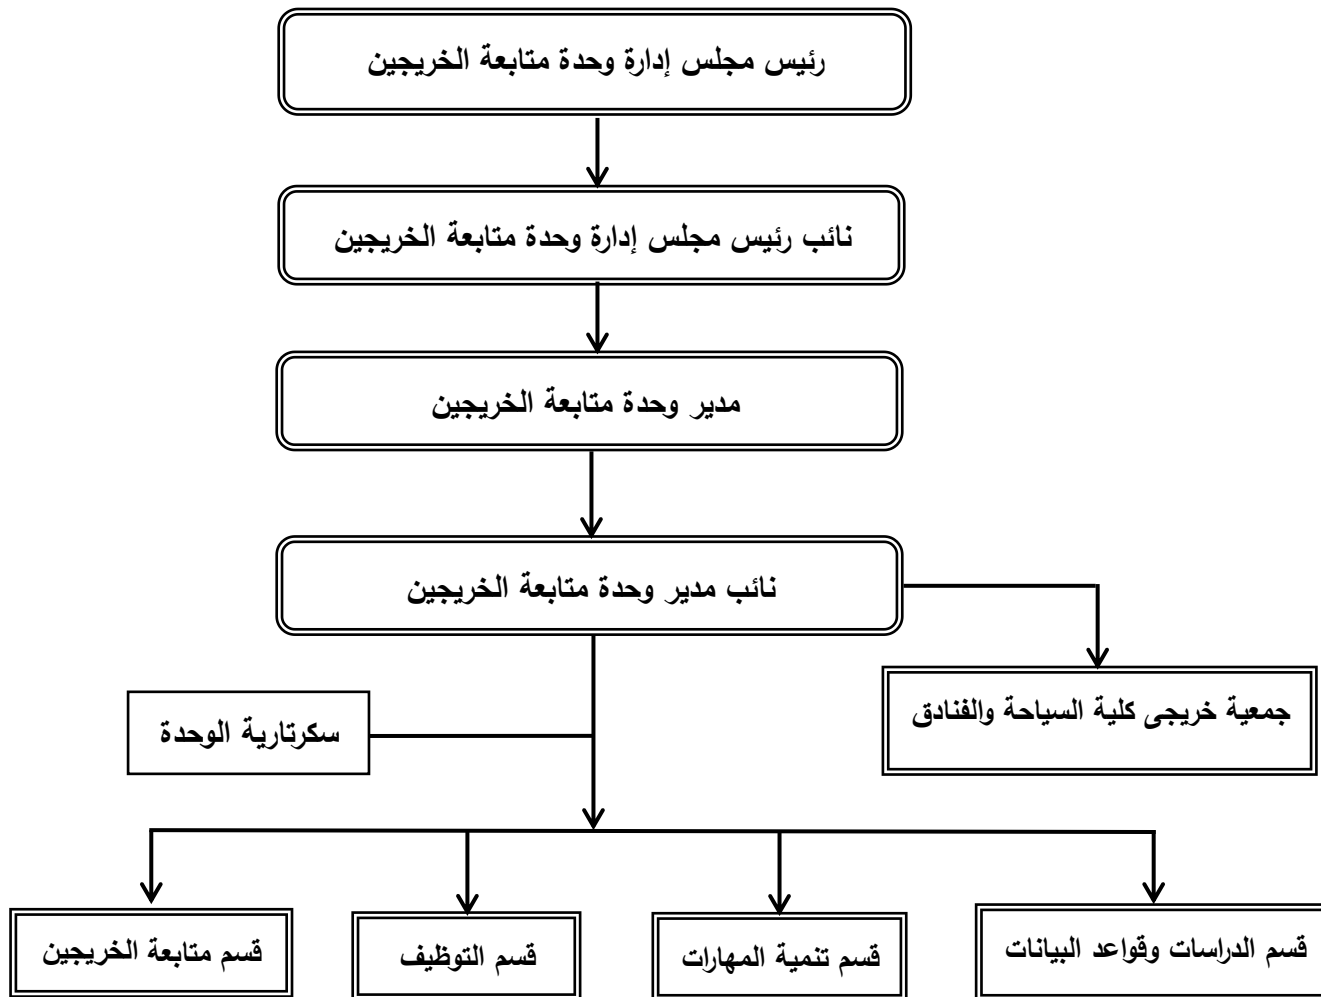 رئيس مجلس إدارة وحدة متابعة الخريجين
نائب رئيس مجلس إدارة وحدة متابعة الخريجين
مدير وحدة متابعة الخريجين
نائب مدير وحدة متابعة الخريجين
جمعية خريجى كلية السياحة والفنادق
سكرتارية الوحدة
قسم الدراسات وقواعد البيانات
قسم تنمية المهارات
قسم التوظيف
قسم متابعة الخريجين